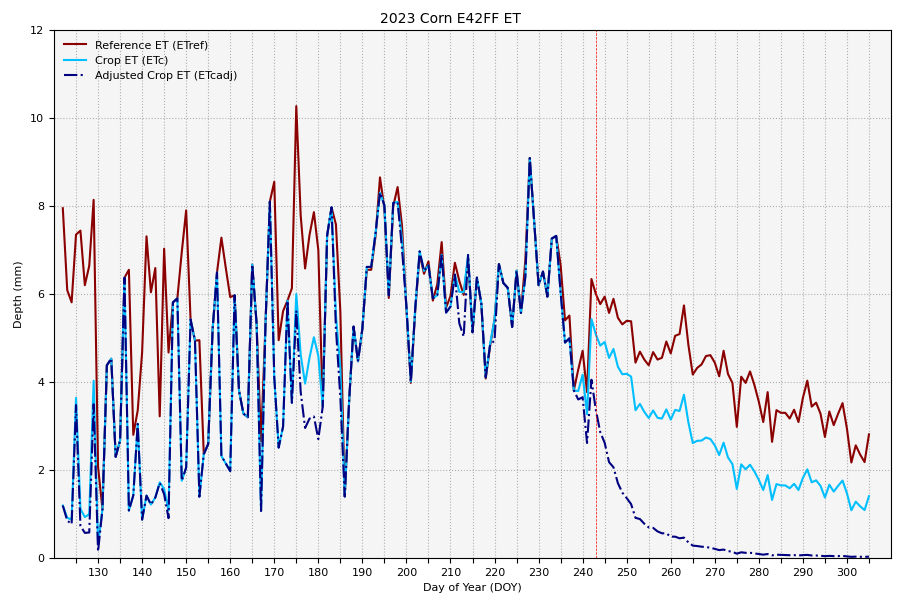 2023 Corn E42FF ET
Reference ET (ETref)
Crop ET (ETc)
Adjusted Crop ET (ETcadj)
Depth (mm)
12
10
8
6
4
2
0
130 140 150 160 170 180 190 200 210 220 230 240 250 260 270 280 290 300
Day of Year (DOY)